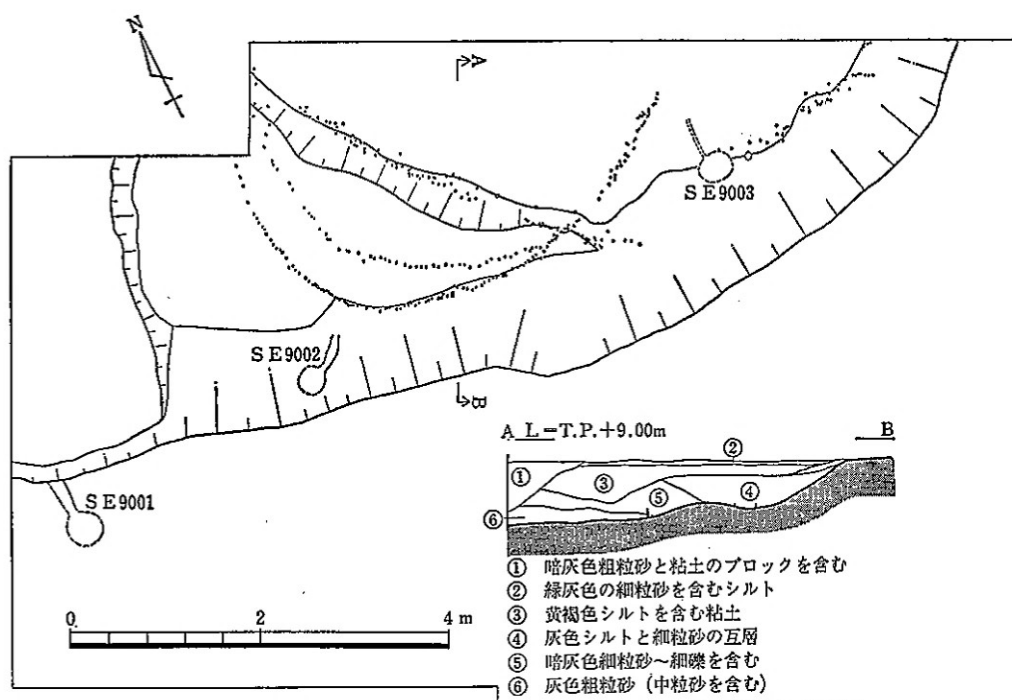 N
A
SE9003
SE9002
B
SE9001
A L=T.P.+9.00m B
②
①
③
⑤
④
⑥
0 2 4 m
① 暗灰色粗粒砂と粘土のブロックを含む
② 緑灰色の細粒砂を含むシルト
③ 黄褐色シルトを含む粘土
④ 灰色シルトと細粒砂の互層
⑤ 暗灰色細粒砂～細礫を含む
⑥ 灰色粗粒砂（中粒砂を含む）